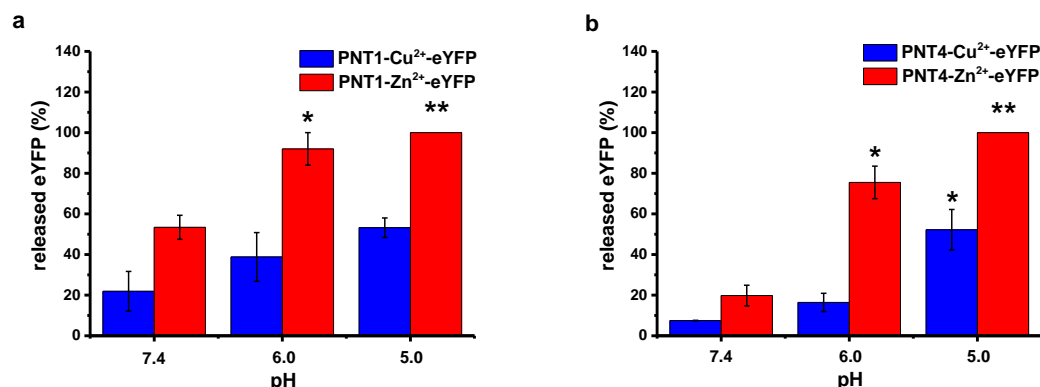 a
140
120
100
80
60
40
20
0
released eYFP (%)
PNT1-Cu²⁺-eYFP
PNT1-Zn²⁺-eYFP
*
**
7.4
6.0
5.0
pH
b
140
120
100
80
60
40
20
0
released eYFP (%)
PNT4-Cu²⁺-eYFP
PNT4-Zn²⁺-eYFP
*
*
**
7.4
6.0
5.0
pH